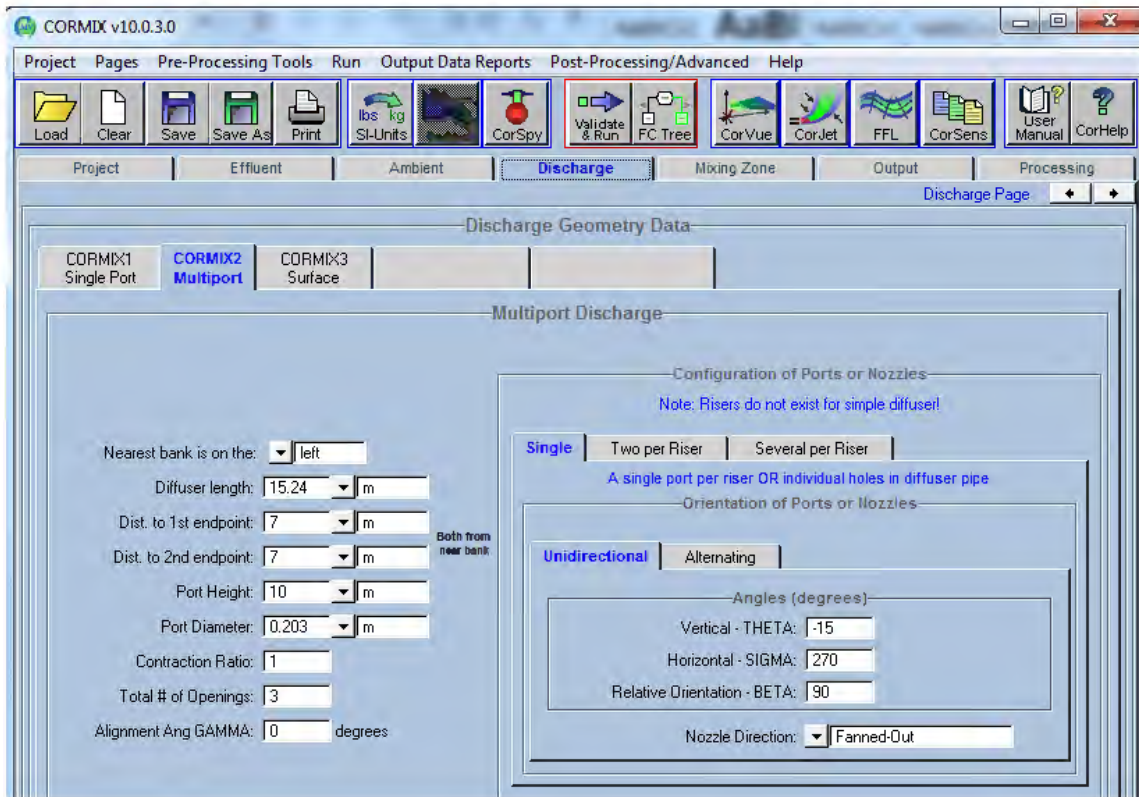 CORMIX v10.0.3.0
Project Pages Pre-Processing Tools Run Output Data Reports Post-Processing/Advanced Help
lbs kg
Load Clear Save Save As Print SI-Units CorSpy Validate & Run FC Tree CorVue CorJet FFL CorSens User Manual CorHelp
Project Effluent Ambient Discharge Mixing Zone Output Processing
Discharge Page
Discharge Geometry Data
CORMIX1 Single Port
CORMIX2 Multiport
CORMIX3 Surface
Multiport Discharge
Nearest bank is on the: left
Diffuser length: 15.24 m
Dist. to 1st endpoint: 7 m
Dist. to 2nd endpoint: 7 m
Both from near bank
Port Height: 10 m
Port Diameter: 0.203 m
Contraction Ratio: 1
Total # of Openings: 3
Alignment Ang GAMMA: 0 degrees
Configuration of Ports or Nozzles
Note: Risers do not exist for simple diffuser!
Single Two per Riser Several per Riser
A single port per riser OR individual holes in diffuser pipe
Orientation of Ports or Nozzles
Unidirectional Alternating
Angles (degrees)
Vertical - THETA: -15
Horizontal - SIGMA: 270
Relative Orientation - BETA: 90
Nozzle Direction: Fanned-Out